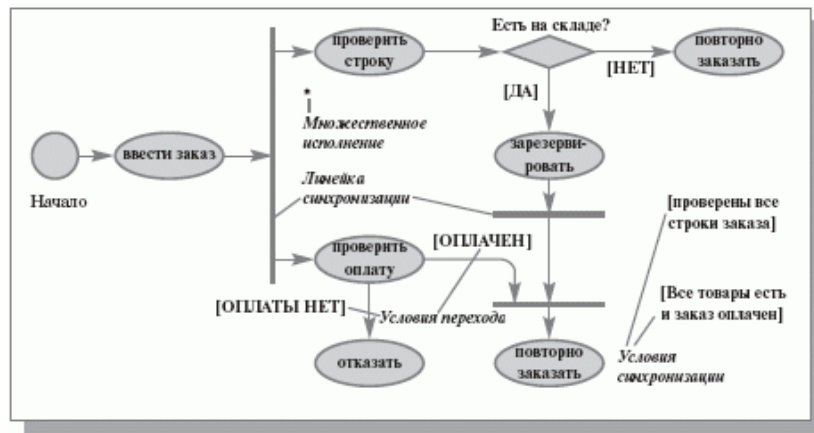 Есть на складе?
проверить
строку
повторно
заказать
[НЕТ]
[ДА]
*
Множественное
исполнение
ввести заказ
зарезерви-
ровать
Начало
Линейка
синхронизации
[проверены все
строки заказа]
проверить
оплату
[ОПЛАЧЕН]
[ОПЛАТЫ НЕТ]
Условия перехода
[Все товары есть
и заказ оплачен]
отказать
повторно
заказать
Условия
синхронизации